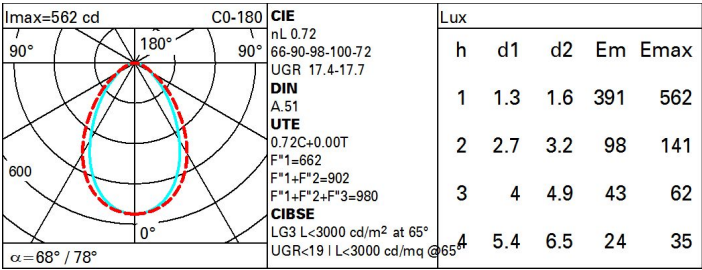 Imax=562 cd C0-180
90° 180° 90°
600
0°
α=68° / 78°
CIE
nL 0.72
66-90-98-100-72
UGR 17.4-17.7
DIN
A.51
UTE
0.72C+0.00T
F"1=662
F"1+F"2=902
F"1+F"2+F"3=980
CIBSE
LG3 L<3000 cd/m² at 65°
UGR<19 | L<3000 cd/mq @65°
Lux
h d1 d2 Em Emax
1 1.3 1.6 391 562
2 2.7 3.2 98 141
3 4 4.9 43 62
4 5.4 6.5 24 35